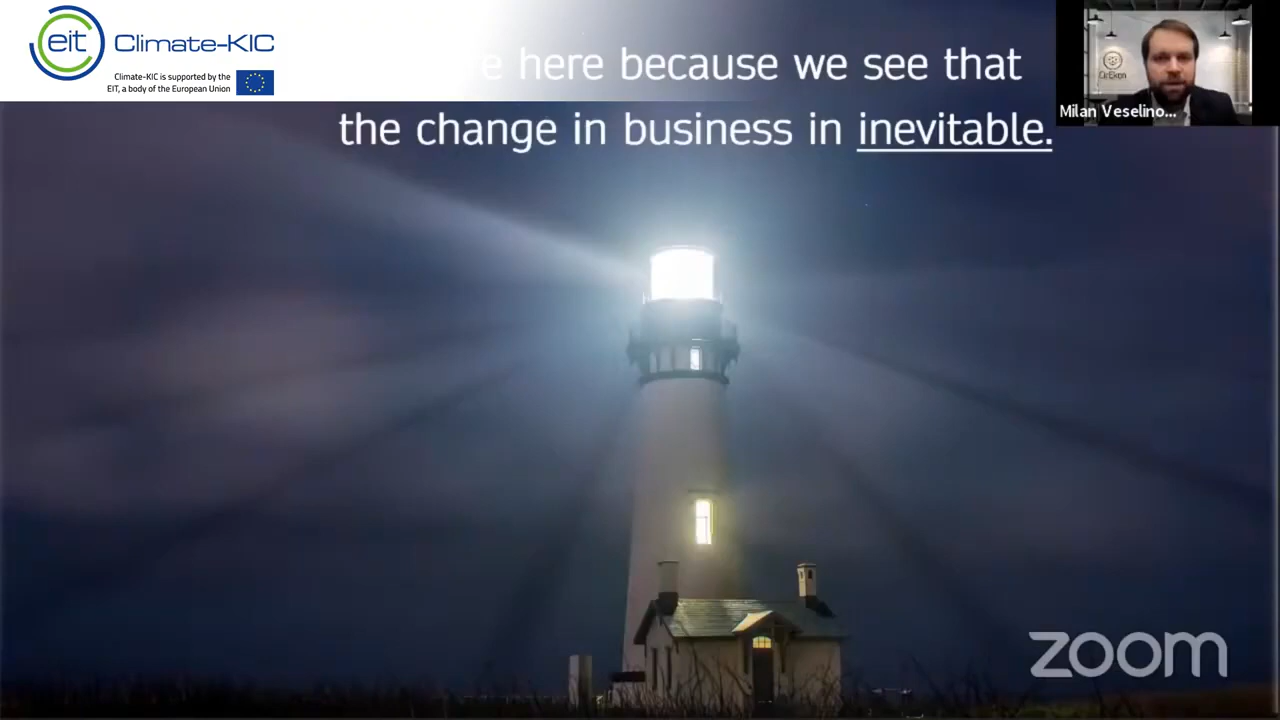 eit Climate-KIC
Climate-KIC is supported by the
EIT, a body of the European Union
e here because we see that
the change in business in inevitable.
Milan Veselino...
zoom